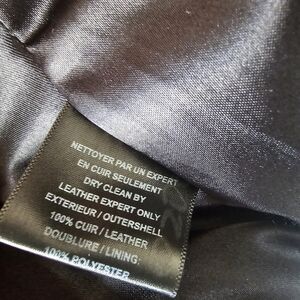 NETTOYER PAR UN EXPERT
EN CUIR SEULEMENT
DRY CLEAN BY
LEATHER EXPERT ONLY
EXTERIEUR / OUTERSHELL
100% CUIR / LEATHER
DOUBLURE / LINING:
100% POLYESTER